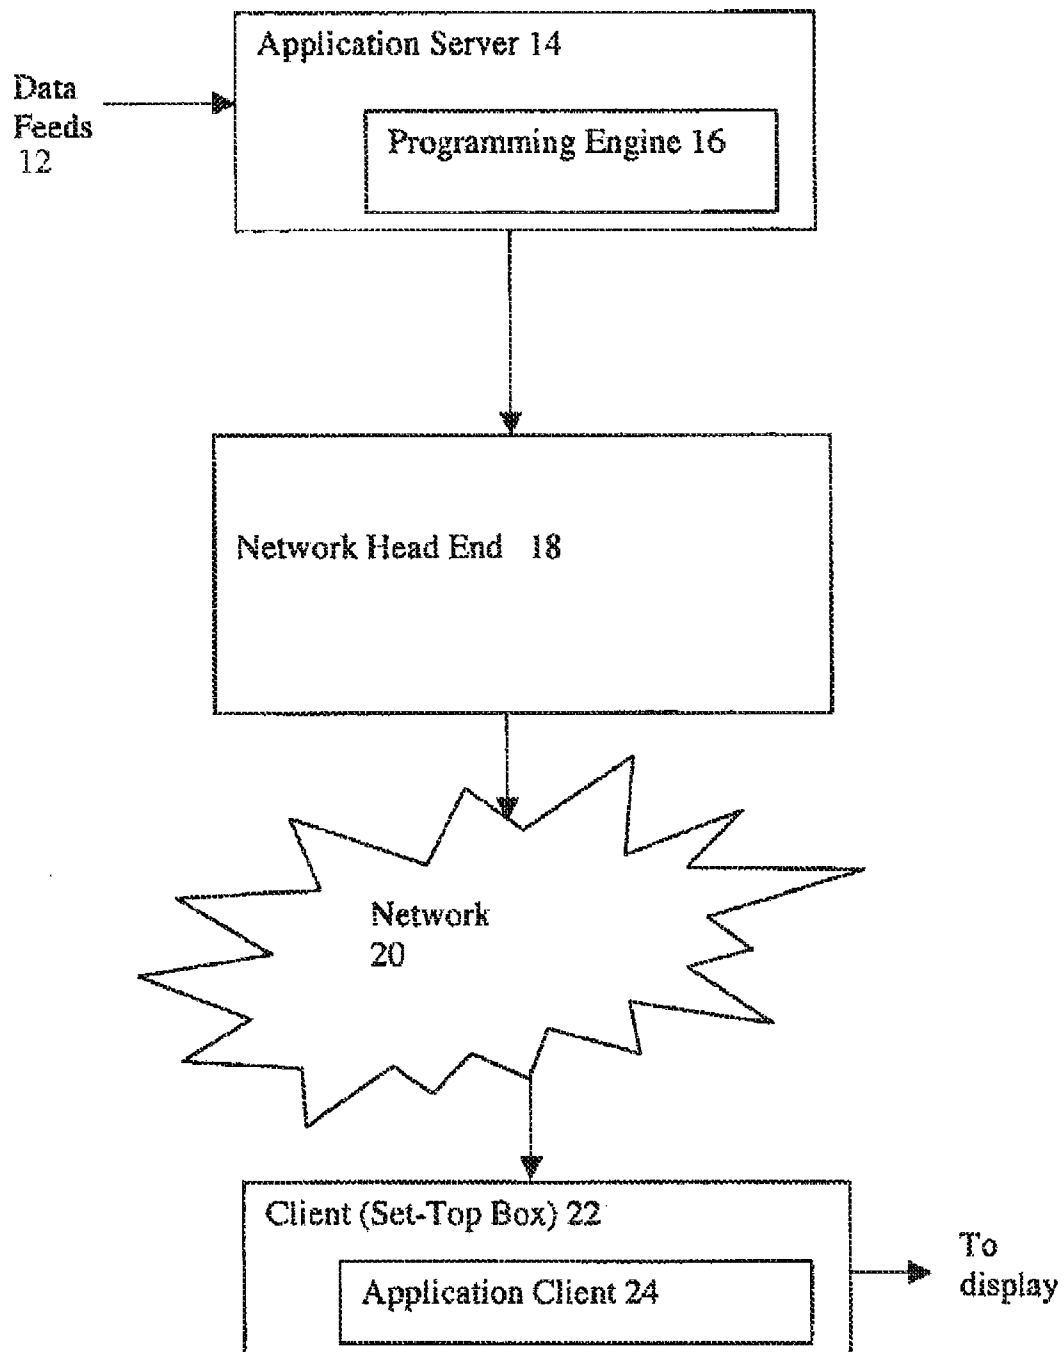 Application Server 14
Data
Feeds
12
Programming Engine 16
Network Head End 18
Network
20
Client (Set-Top Box) 22
To
display
Application Client 24